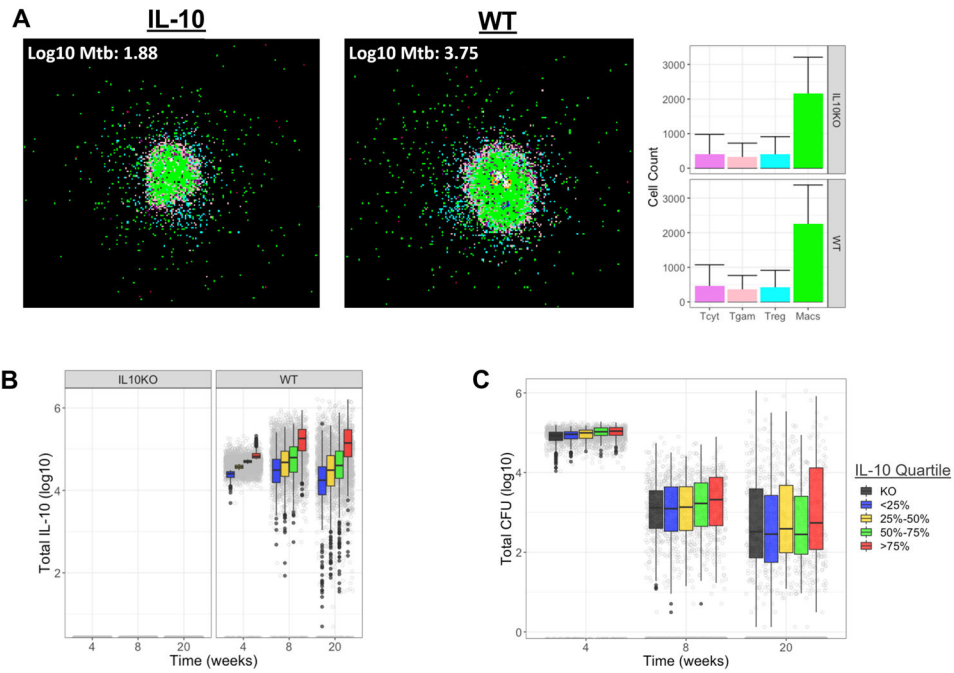 A
IL-10
WT
Log10 Mtb: 1.88
Log10 Mtb: 3.75
3000
2000
1000
0
IL10KO
Cell Count
3000
2000
1000
0
WT
Tcyt
Tgam
Treg
Macs
B
IL10KO
WT
Total IL-10 (log10)
6
4
2
4
8
20
4
8
20
Time (weeks)
C
Total CFU (log10)
6
4
2
0
4
8
20
Time (weeks)
IL-10 Quartile
KO
<25%
25%-50%
50%-75%
>75%